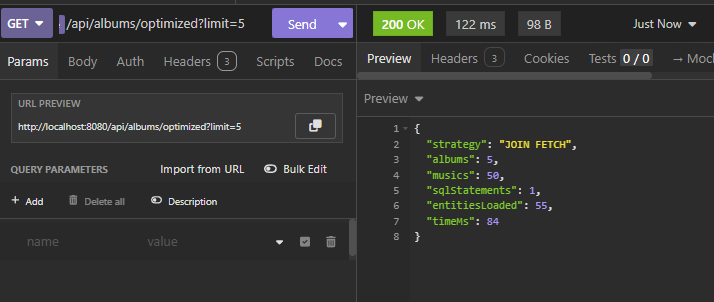 GET /api/albums/optimized?limit=5 Send
Params Body Auth Headers 3 Scripts Docs
URL PREVIEW
http://localhost:8080/api/albums/optimized?limit=5
QUERY PARAMETERS Import from URL Bulk Edit
+ Add Delete all Description
name value
200 OK 122 ms 98 B Just Now
Preview Headers 3 Cookies Tests 0 / 0 → Mock
Preview
1 {
2 "strategy": "JOIN FETCH",
3 "albums": 5,
4 "musics": 50,
5 "sqlStatements": 1,
6 "entitiesLoaded": 55,
7 "timeMs": 84
8 }